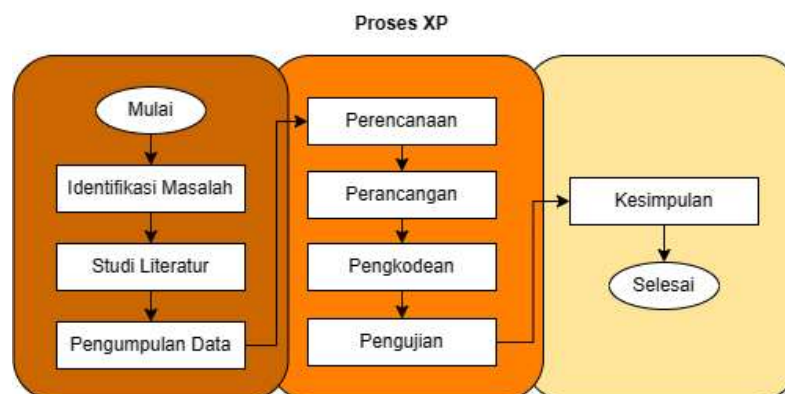 Proses XP
Mulai
Identifikasi Masalah
Studi Literatur
Pengumpulan Data
Perencanaan
Perancangan
Pengkodean
Pengujian
Kesimpulan
Selesai